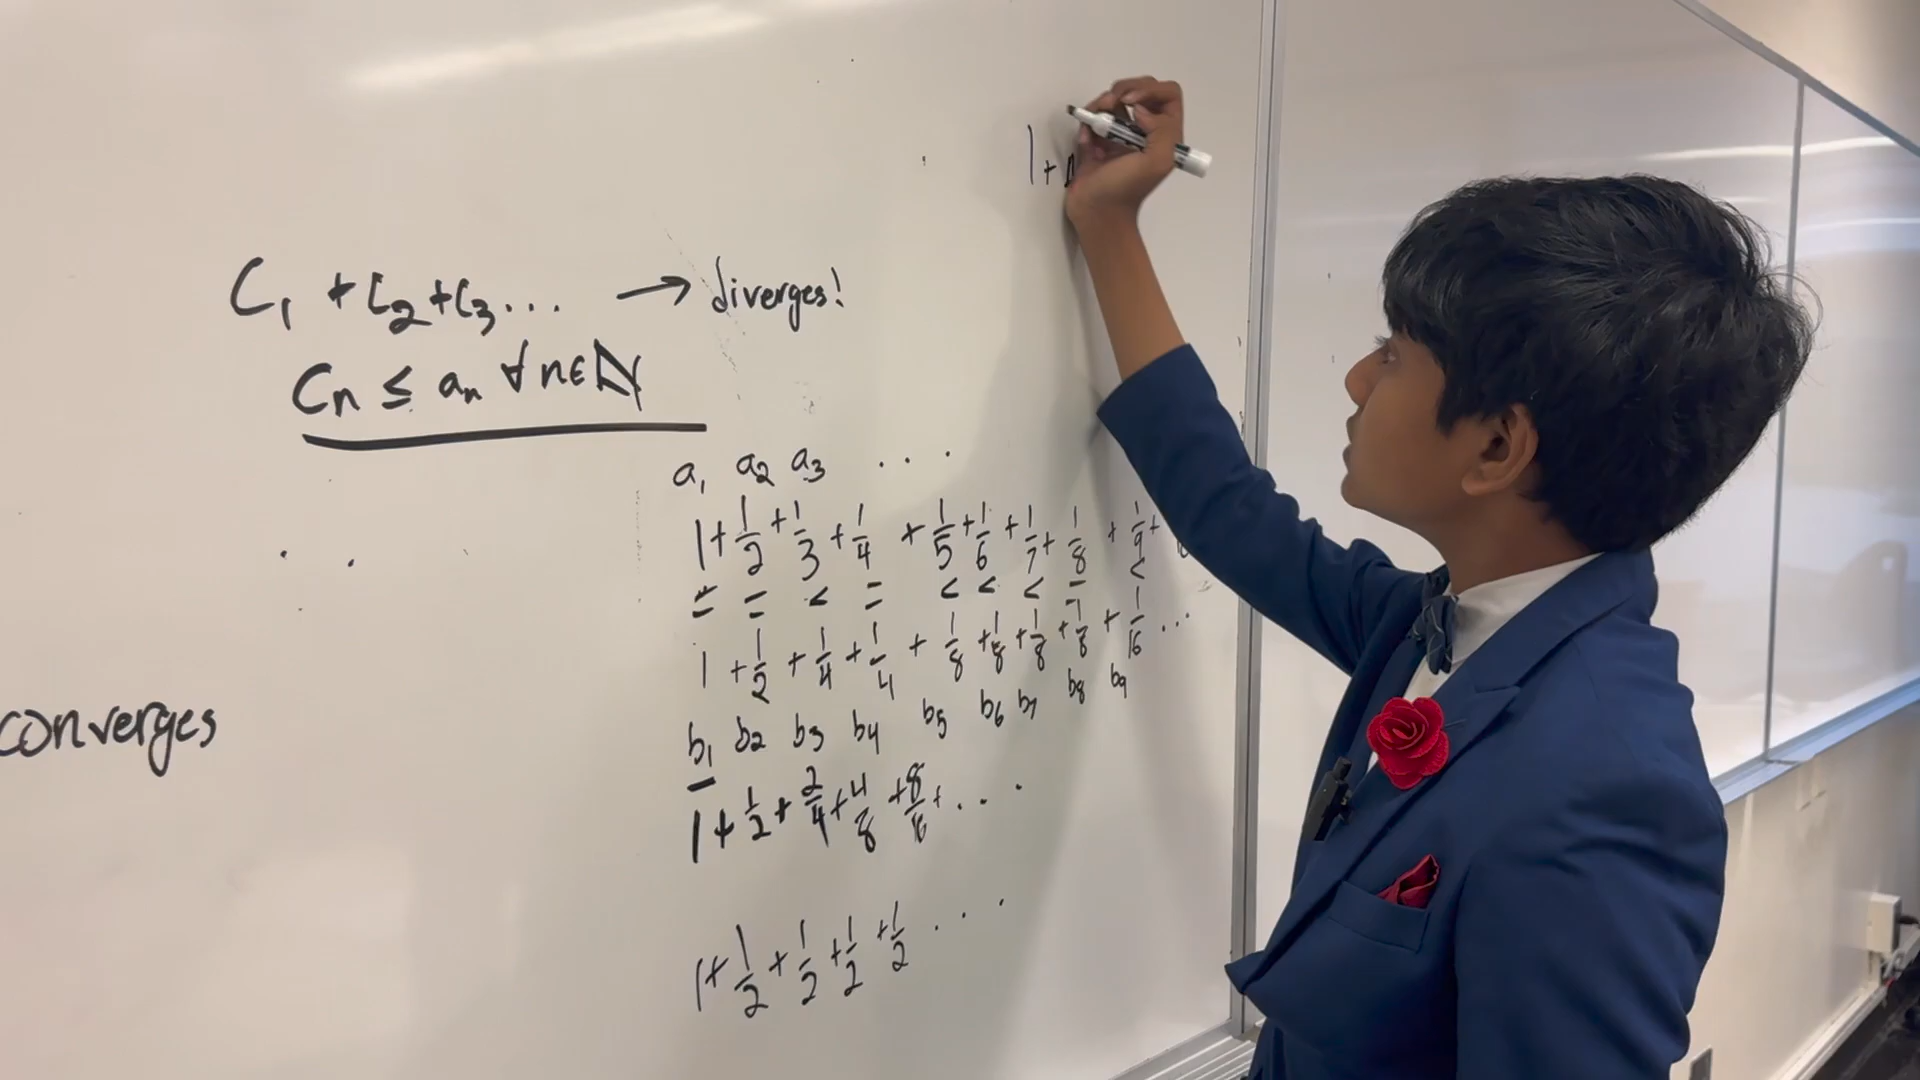 1 +
C₁ + C₂ + C₃ ... → diverges!
Cₙ ≤ aₙ ∀ n ∈ ℕ
a₁ a₂ a₃ ...
1 + 1/2 + 1/3 + 1/4 + 1/5 + 1/6 + 1/7 + 1/8 + 1/9 +
= = < = < < < = <
1 + 1/2 + 1/4 + 1/4 + 1/8 + 1/8 + 1/8 + 1/8 + 1/16 ...
b₁ b₂ b₃ b₄ b₅ b₆ b₇ b₈ b₉
converges
1 + 1/2 + 2/4 + 4/8 + 8/16 + ...
1 + 1/2 + 1/2 + 1/2 + 1/2 ...